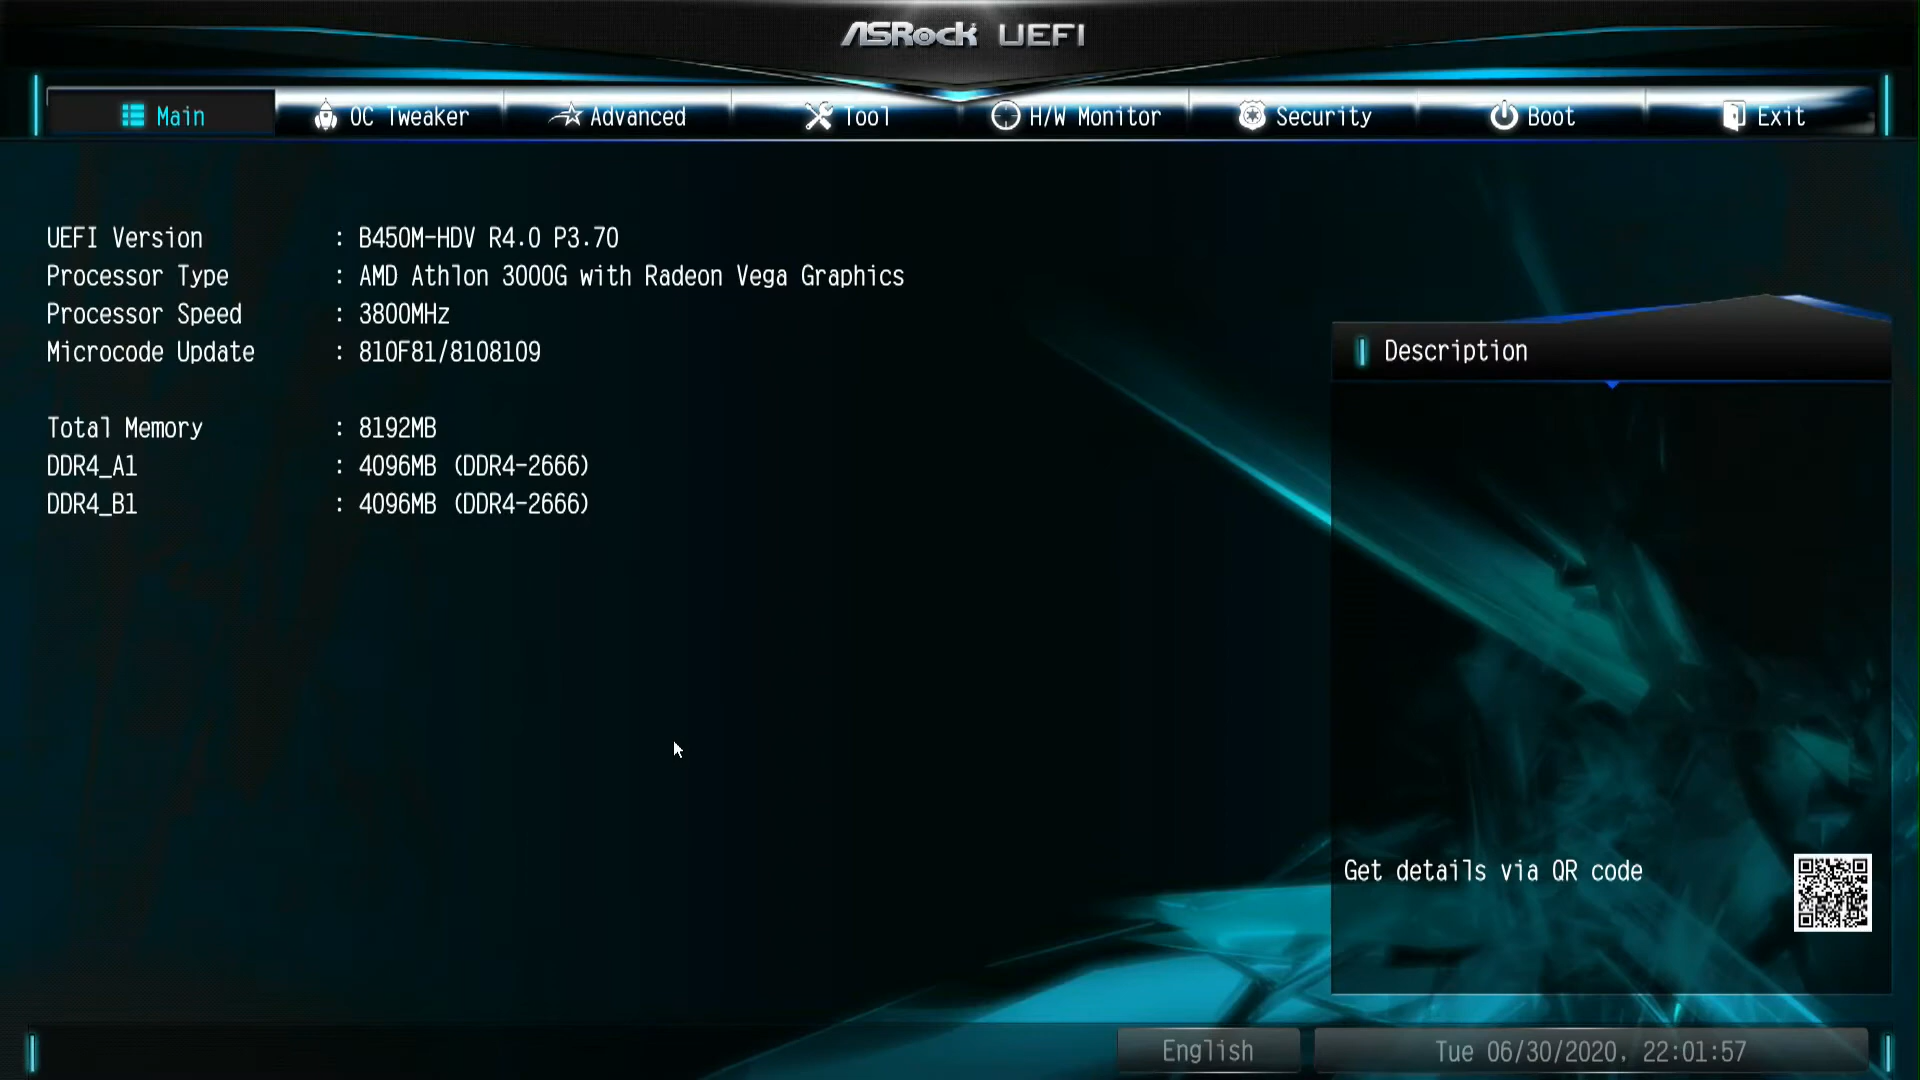 ASRock UEFI
Main OC Tweaker Advanced Tool H/W Monitor Security Boot Exit
UEFI Version : B450M-HDV R4.0 P3.70
Processor Type : AMD Athlon 3000G with Radeon Vega Graphics
Processor Speed : 3800MHz
Microcode Update : 810F81/8108109
Total Memory : 8192MB
DDR4_A1 : 4096MB (DDR4-2666)
DDR4_B1 : 4096MB (DDR4-2666)
Description
Get details via QR code
English Tue 06/30/2020, 22:01:57